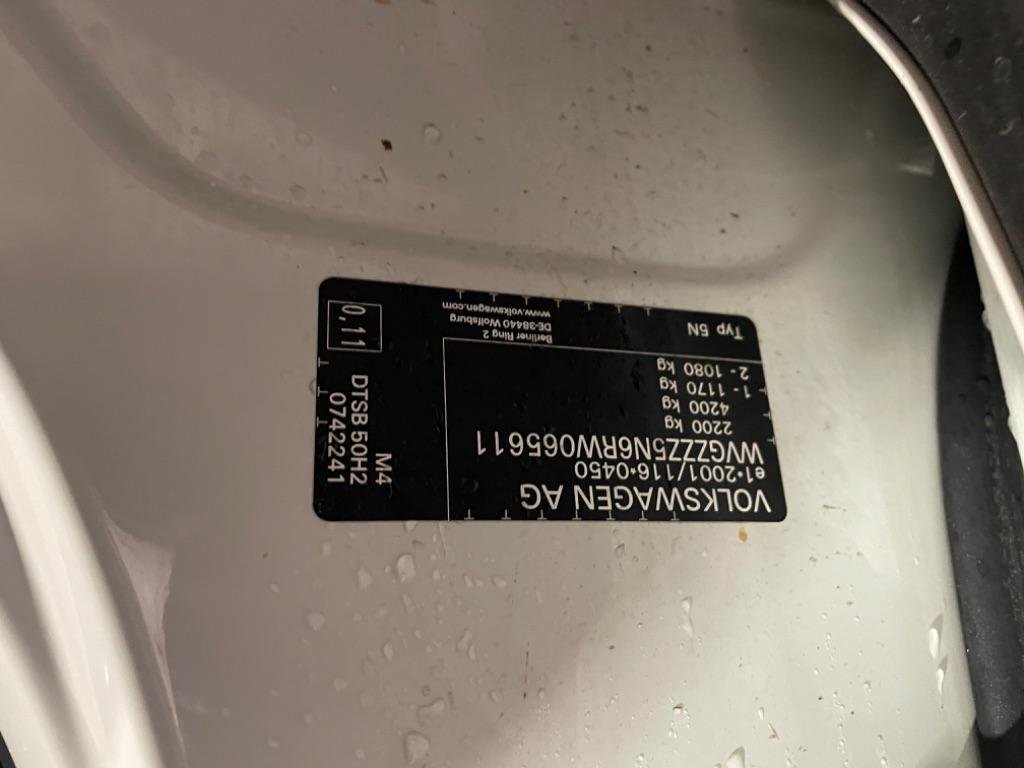 VOLKSWAGEN AG
e1*2001/116*0450
WVGZZZ5N6RW065611
2200 kg
4200 kg
1 - 1170 kg
2 - 1080 kg
Typ 5N
Berliner Ring 2
DE-38440 Wolfsburg
www.volkswagen.com
M4
DTSB 50H2
0742241
0,11